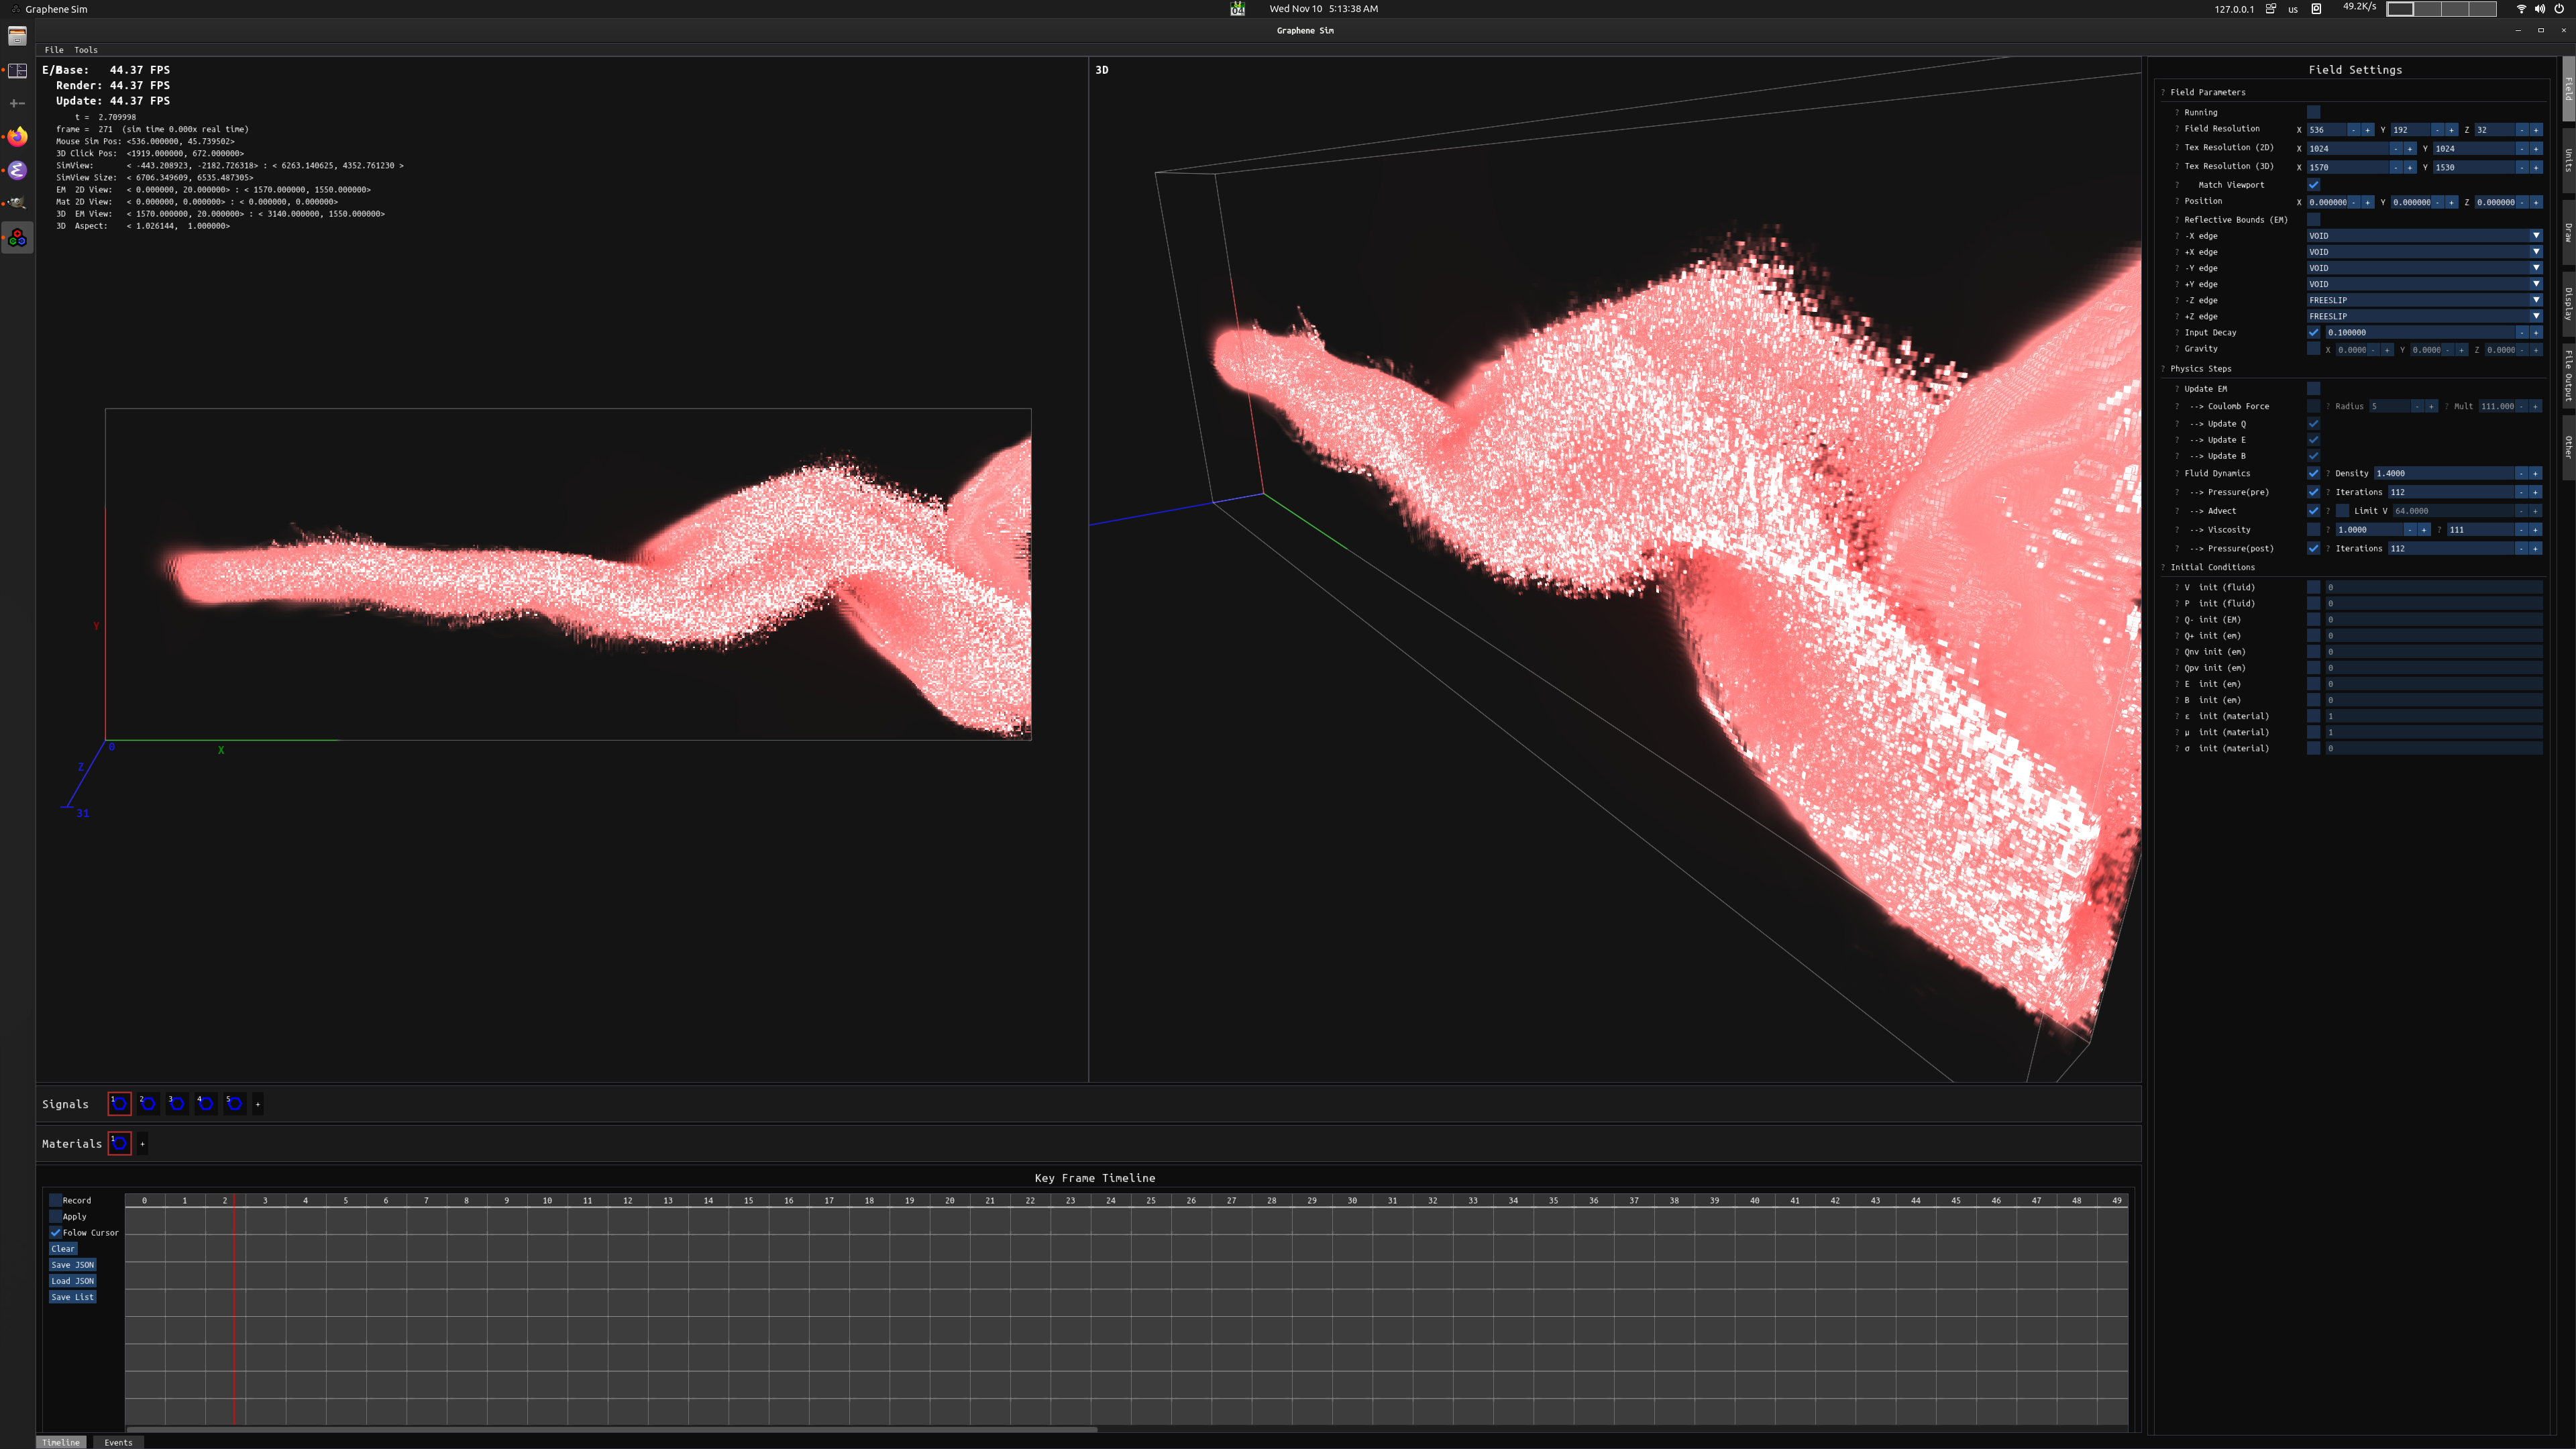 Graphene Sim
04
Wed Nov 10 5:13:38 AM
127.0.0.1 us 49.2K/s
Graphene Sim
File Tools
E/B
Base: 44.37 FPS
Render: 44.37 FPS
Update: 44.37 FPS
t = 2.709998
frame = 271 (sim time 0.000x real time)
Mouse Sim Pos: <536.000000, 45.739502>
3D Click Pos: <1919.000000, 672.000000>
SimView: < -443.208923, -2182.726318> : < 6263.140625, 4352.761230 >
SimView Size: < 6706.349609, 6535.487305>
EM 2D View: < 0.000000, 20.000000> : < 1570.000000, 1550.000000>
Mat 2D View: < 0.000000, 0.000000> : < 0.000000, 0.000000>
3D EM View: < 1570.000000, 20.000000> : < 3140.000000, 1550.000000>
3D Aspect: < 1.026144, 1.000000>
Y
0
X
Z
31
3D
Field Settings
? Field Parameters
? Running
? Field Resolution X 536 - + Y 192 - + Z 32 - +
? Tex Resolution (2D) X 1024 - + Y 1024 - +
? Tex Resolution (3D) X 1570 - + Y 1530 - +
? Match Viewport
? Position X 0.000000 - + Y 0.000000 - + Z 0.000000 - +
? Reflective Bounds (EM)
? -X edge VOID
? +X edge VOID
? -Y edge VOID
? +Y edge VOID
? -Z edge FREESLIP
? +Z edge FREESLIP
? Input Decay 0.100000 - +
? Gravity X 0.0000 - + Y 0.0000 - + Z 0.0000 - +
? Physics Steps
? Update EM
? --> Coulomb Force ? Radius 5 - + ? Mult 111.000 - +
? --> Update Q
? --> Update E
? --> Update B
? Fluid Dynamics ? Density 1.4000 - +
? --> Pressure(pre) ? Iterations 112 - +
? --> Advect ? Limit V 64.0000 - +
? --> Viscosity ? 1.0000 - + ? 111 - +
? --> Pressure(post) ? Iterations 112 - +
? Initial Conditions
? V init (fluid) 0
? P init (fluid) 0
? Q- init (EM) 0
? Q+ init (em) 0
? Qnv init (em) 0
? Qpv init (em) 0
? E init (em) 0
? B init (em) 0
? ε init (material) 1
? μ init (material) 1
? σ init (material) 0
Field
Units
Draw
Display
File Output
Other
Signals 1 2 3 4 5 +
Materials 1 +
Key Frame Timeline
0 1 2 3 4 5 6 7 8 9 10 11 12 13 14 15 16 17 18 19 20 21 22 23 24 25 26 27 28 29 30 31 32 33 34 35 36 37 38 39 40 41 42 43 44 45 46 47 48 49
Record
Apply
Folow Cursor
Clear
Save JSON
Load JSON
Save List
Timeline Events